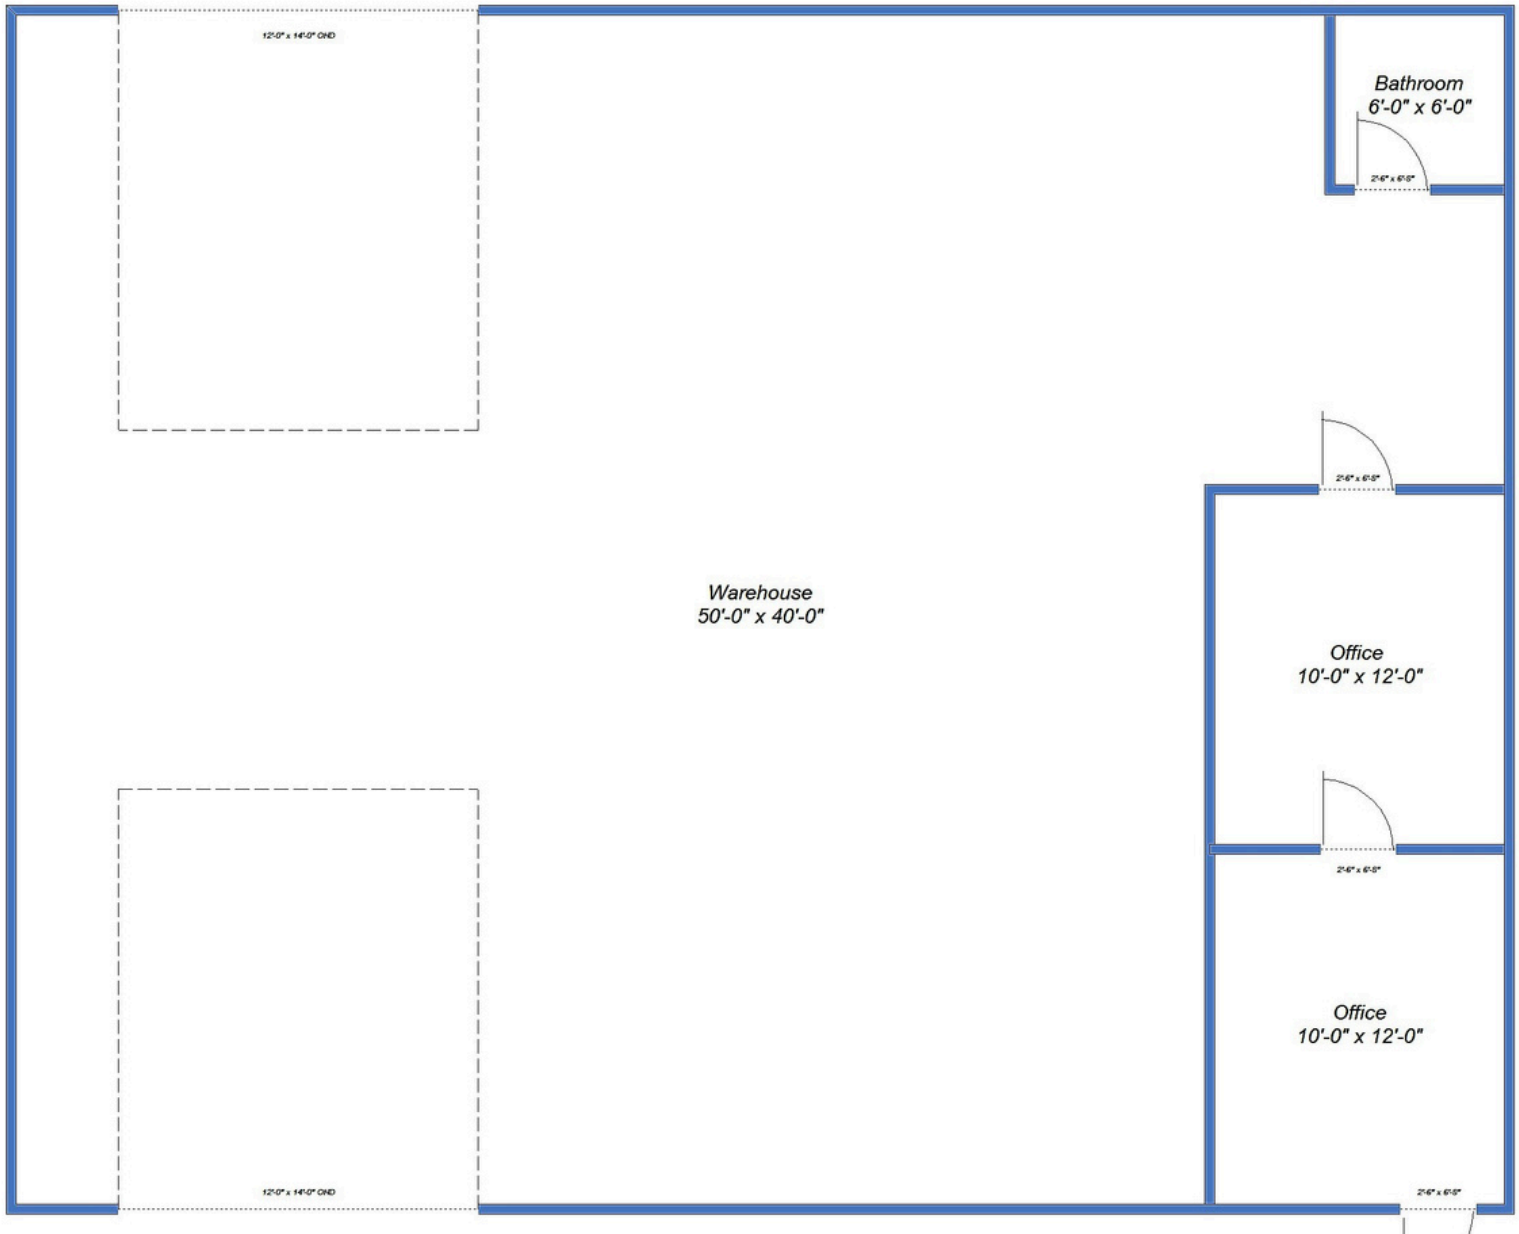 12'-0" x 14'-0" OHD
Bathroom
6'-0" x 6'-0"
2'-6" x 6'-8"
2'-6" x 6'-8"
Warehouse
50'-0" x 40'-0"
Office
10'-0" x 12'-0"
2'-6" x 6'-8"
Office
10'-0" x 12'-0"
12'-0" x 14'-0" OHD
2'-6" x 6'-8"